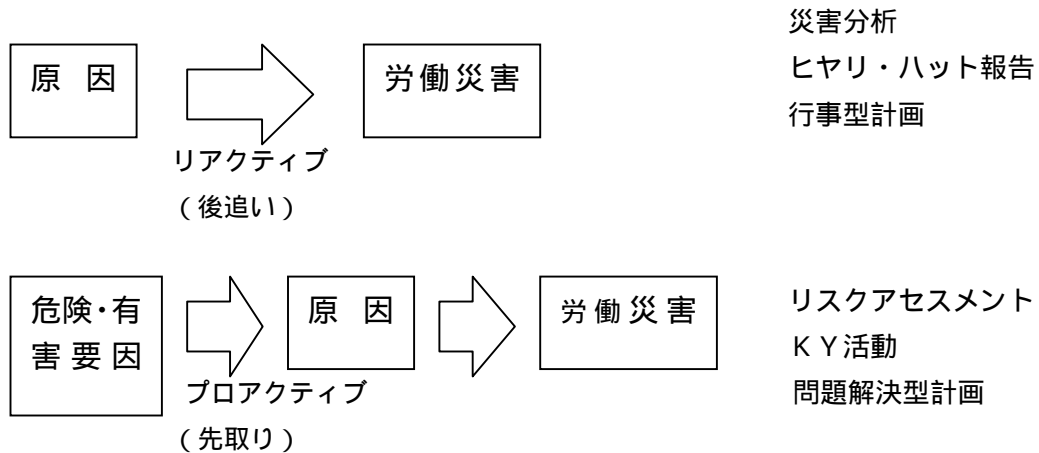 災害分析
ヒヤリ・ハット報告
行事型計画
原 因
労働災害
リアクティブ
(後追い)
危険・有
害要因
原 因
労働災害
プロアクティブ
(先取り)
リスクアセスメント
ＫＹ活動
問題解決型計画